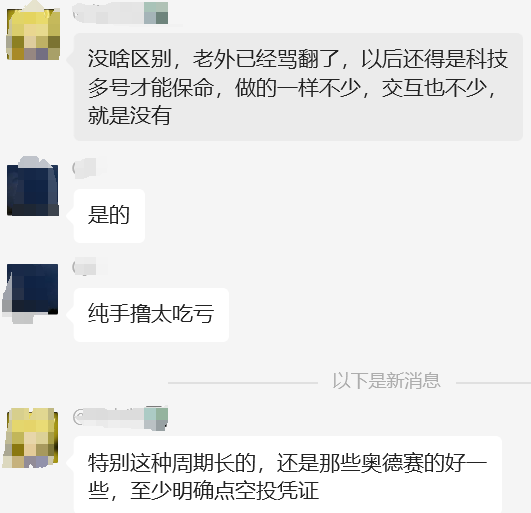 没啥区别，老外已经骂翻了，以后还得是科技
多号才能保命，做的一样不少，交互也不少，
就是没有
是的
纯手撸太吃亏
以下是新消息
特别这种周期长的，还是那些奥德赛的好一
些，至少明确点空投凭证